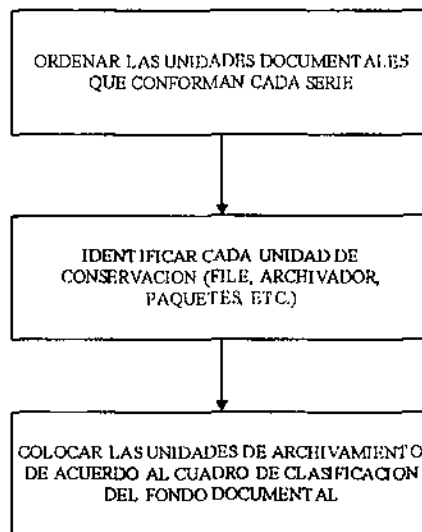 ORDENAR LAS UNIDADES DOCUMENTALES
QUE CONFORMAN CADA SERIE
IDENTIFICAR CADA UNIDAD DE
CONSERVACION (FILE, ARCHIVADOR,
PAQUETES, ETC.)
COLOCAR LAS UNIDADES DE ARCHIVAMIENTO
DE ACUERDO AL CUADRO DE CLASIFICACION
DEL FONDO DOCUMENTAL